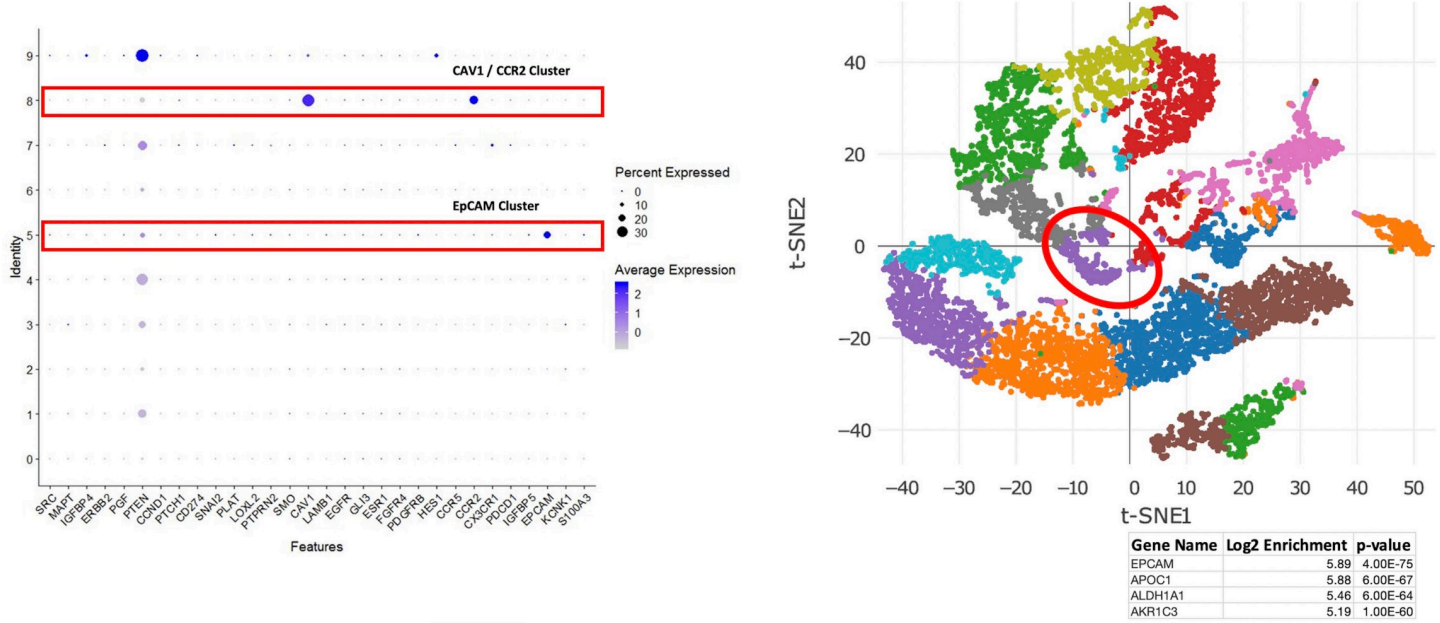 CAV1 / CCR2 Cluster
EpCAM Cluster
Identity
9
8
7
6
5
4
3
2
1
0
SRC
MAPT
IGFBP4
ERBB2
PGF
PTEN
CCND1
PTCH1
CD274
SNAI2
PLAT
LOXL2
PTPRN2
SMO
CAV1
LAMB1
EGFR
GLI3
ESR1
FGFR4
PDGFRB
HES1
CCR5
CCR2
CX3CR1
PDCD1
IGFBP5
EPCAM
KCNK1
S100A3
Features
Percent Expressed
0
10
20
30
Average Expression
2
1
0
t-SNE2
40
20
0
−20
−40
−40 −30 −20 −10 0 10 20 30 40 50
t-SNE1
Gene Name Log2 Enrichment p-value
EPCAM 5.89 4.00E-75
APOC1 5.88 6.00E-67
ALDH1A1 5.46 6.00E-64
AKR1C3 5.19 1.00E-60